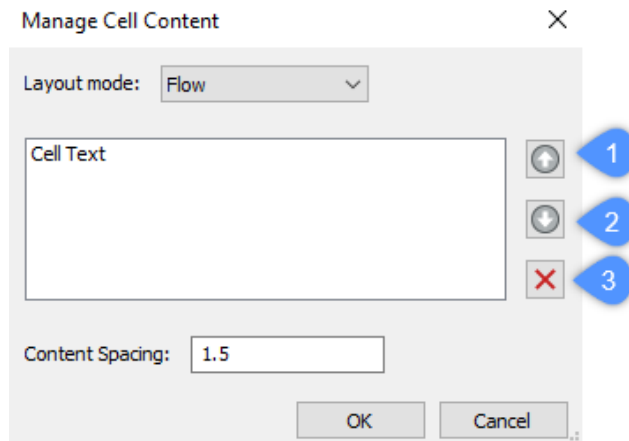 Manage Cell Content
Layout mode: Flow
Cell Text
1
2
3
Content Spacing: 1.5
OK Cancel